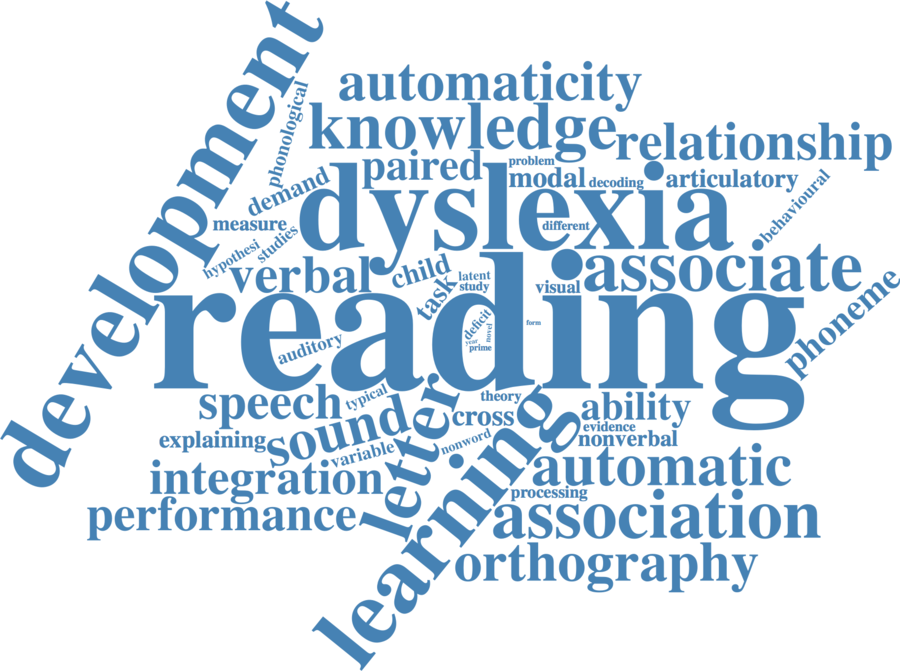 development
automaticity
phonological
knowledge
relationship
paired
problem
modal
decoding
articulatory
behavioural
demand
dyslexia
measure
studies
hypothesi
different
verbal
child
task
latent
study
visual
associate
reading
deficit
novel
year
prime
form
auditory
phoneme
speech
typical
theory
ability
cross
evidence
explaining
sound
variable
letter
nonword
nonverbal
learning
integration
automatic
processing
performance
association
orthography